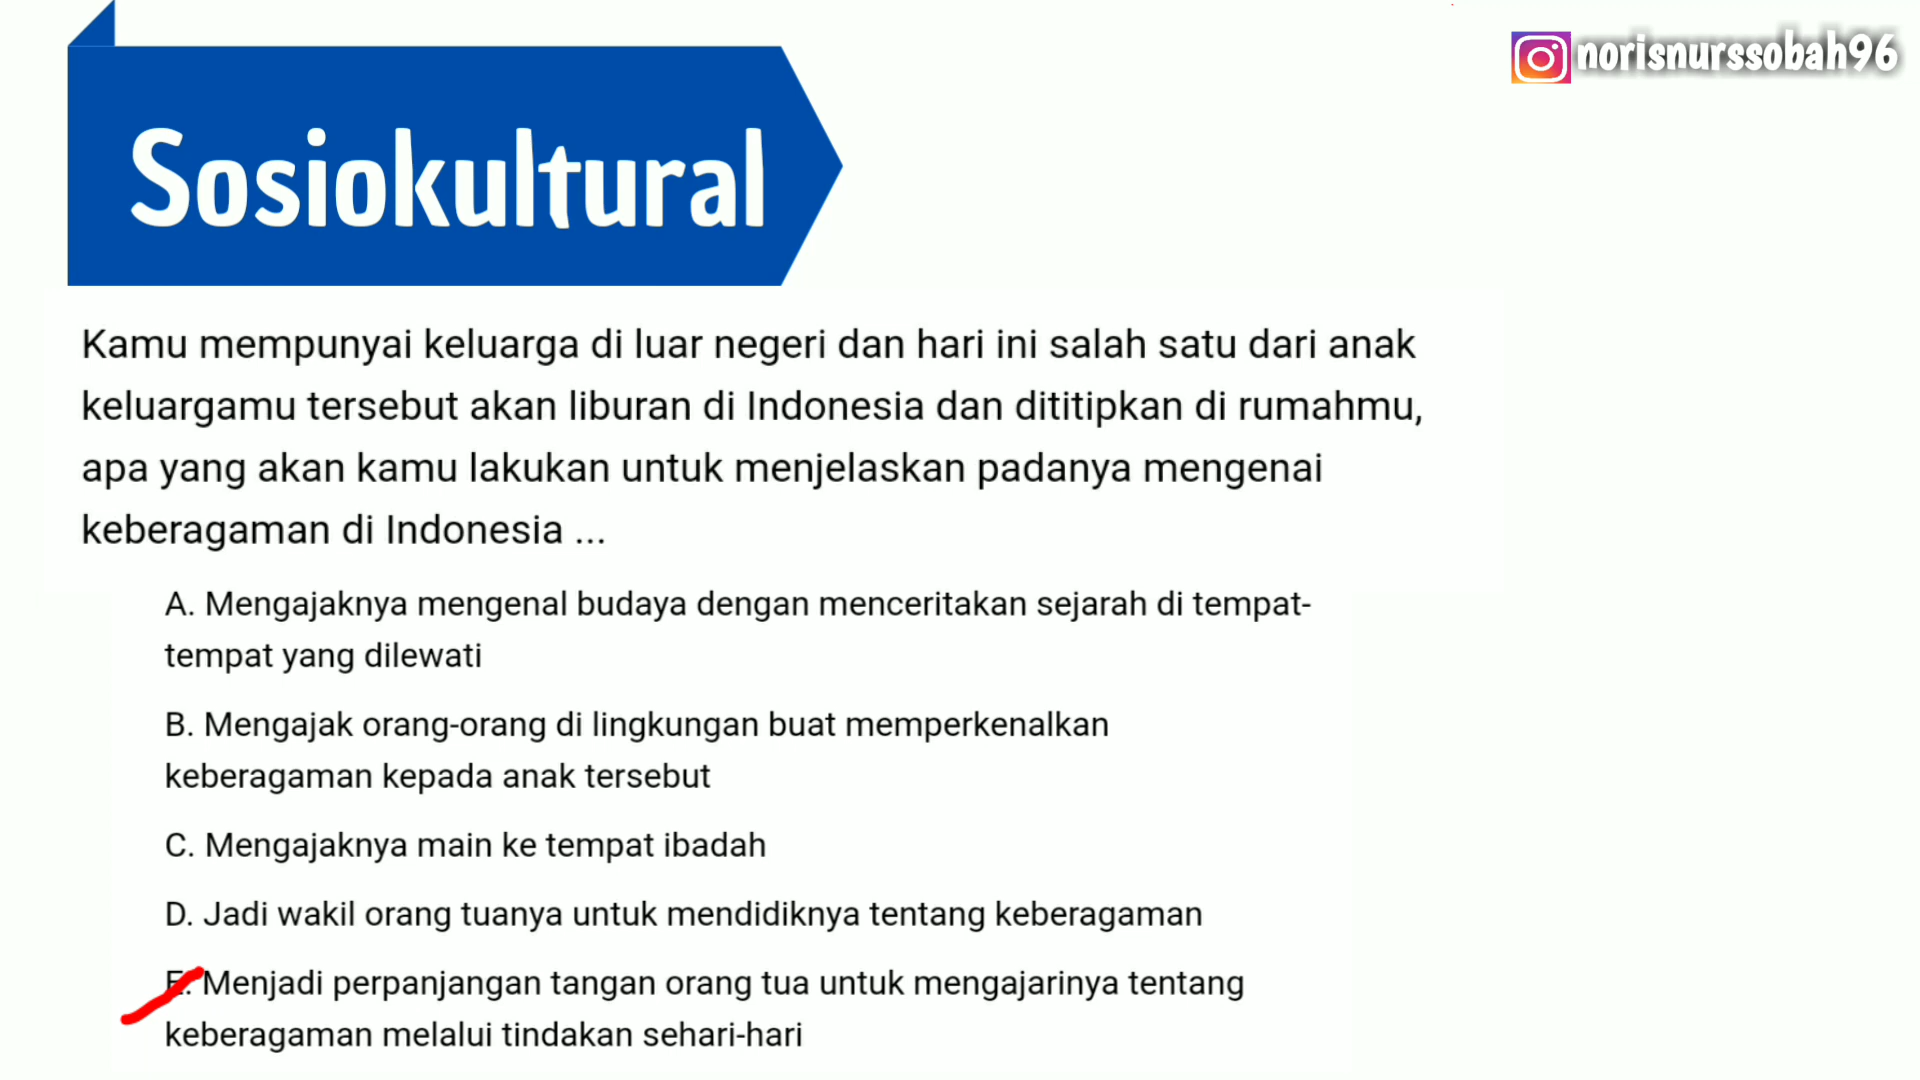 norisnurssobah96
Sosiokultural
Kamu mempunyai keluarga di luar negeri dan hari ini salah satu dari anak
keluargamu tersebut akan liburan di Indonesia dan dititipkan di rumahmu,
apa yang akan kamu lakukan untuk menjelaskan padanya mengenai
keberagaman di Indonesia ...
A. Mengajaknya mengenal budaya dengan menceritakan sejarah di tempat-
tempat yang dilewati
B. Mengajak orang-orang di lingkungan buat memperkenalkan
keberagaman kepada anak tersebut
C. Mengajaknya main ke tempat ibadah
D. Jadi wakil orang tuanya untuk mendidiknya tentang keberagaman
E. Menjadi perpanjangan tangan orang tua untuk mengajarinya tentang
keberagaman melalui tindakan sehari-hari